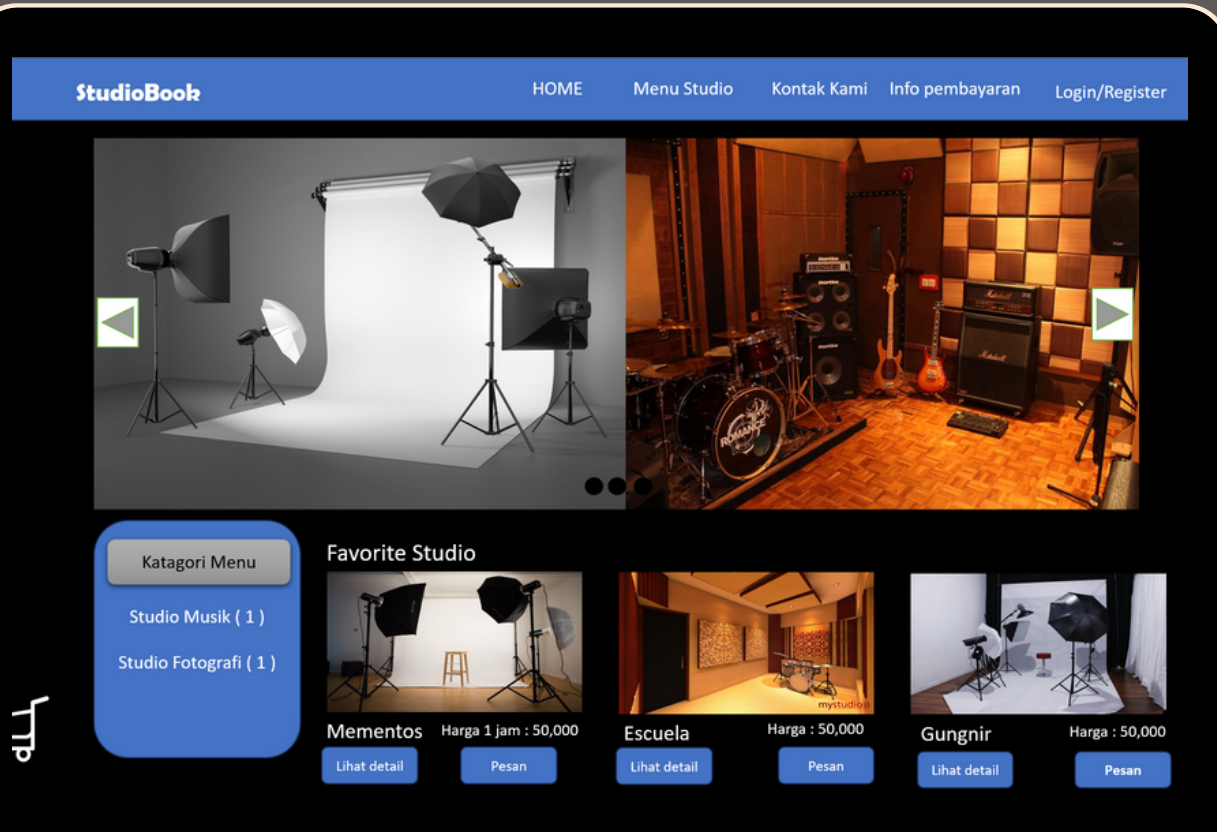 StudioBook
HOME
Menu Studio
Kontak Kami
Info pembayaran
Login/Register
ROMANCE
Katagori Menu
Studio Musik ( 1 )
Studio Fotografi ( 1 )
Favorite Studio
mystudio
Mementos
Harga 1 jam : 50,000
Lihat detail
Pesan
Escuela
Harga : 50,000
Lihat detail
Pesan
Gungnir
Harga : 50,000
Lihat detail
Pesan